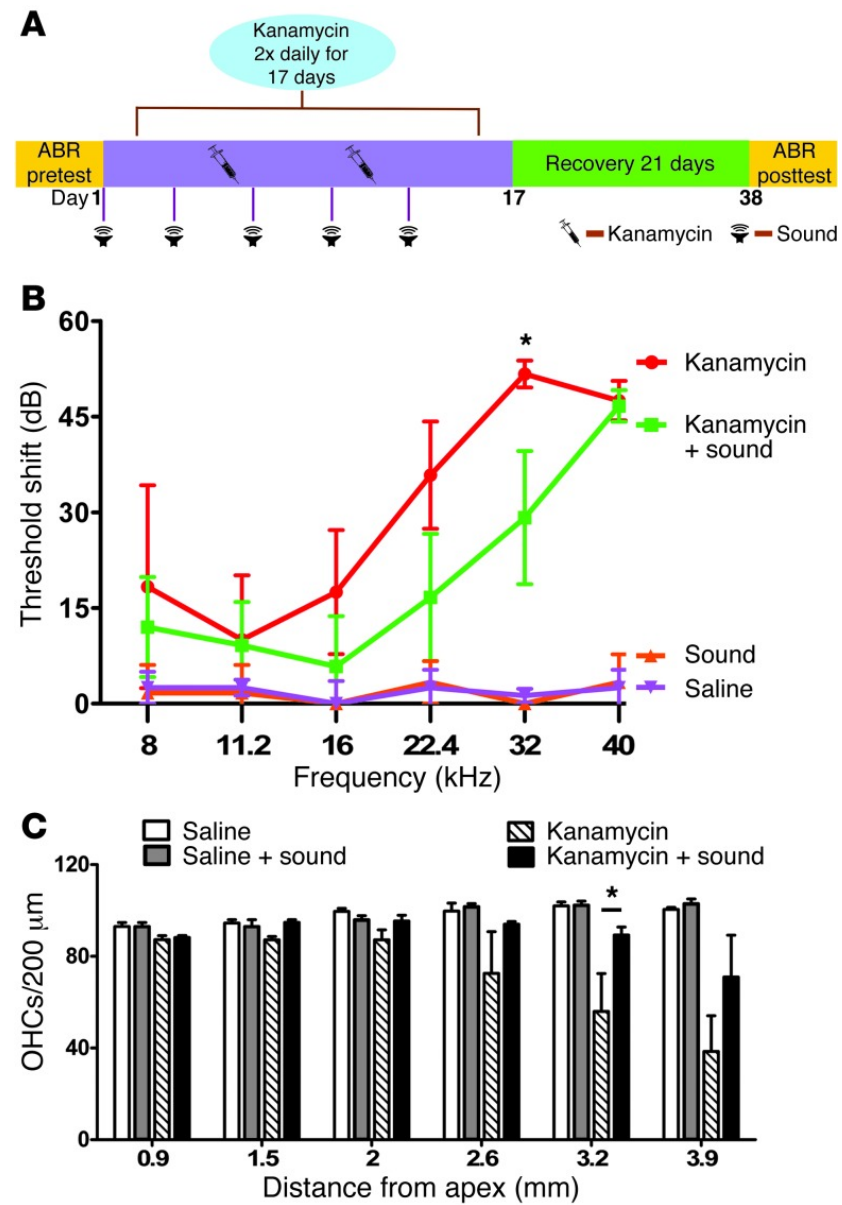 A
Kanamycin
2x daily for
17 days
ABR
pretest
Recovery 21 days
ABR
posttest
Day 1
17
38
Kanamycin
Sound
B
60
45
30
15
0
Threshold shift (dB)
*
Kanamycin
Kanamycin
+ sound
Sound
Saline
8 11.2 16 22.4 32 40
Frequency (kHz)
C
Saline
Saline + sound
Kanamycin
Kanamycin + sound
120
80
40
0
OHCs/200 μm
*
0.9 1.5 2 2.6 3.2 3.9
Distance from apex (mm)